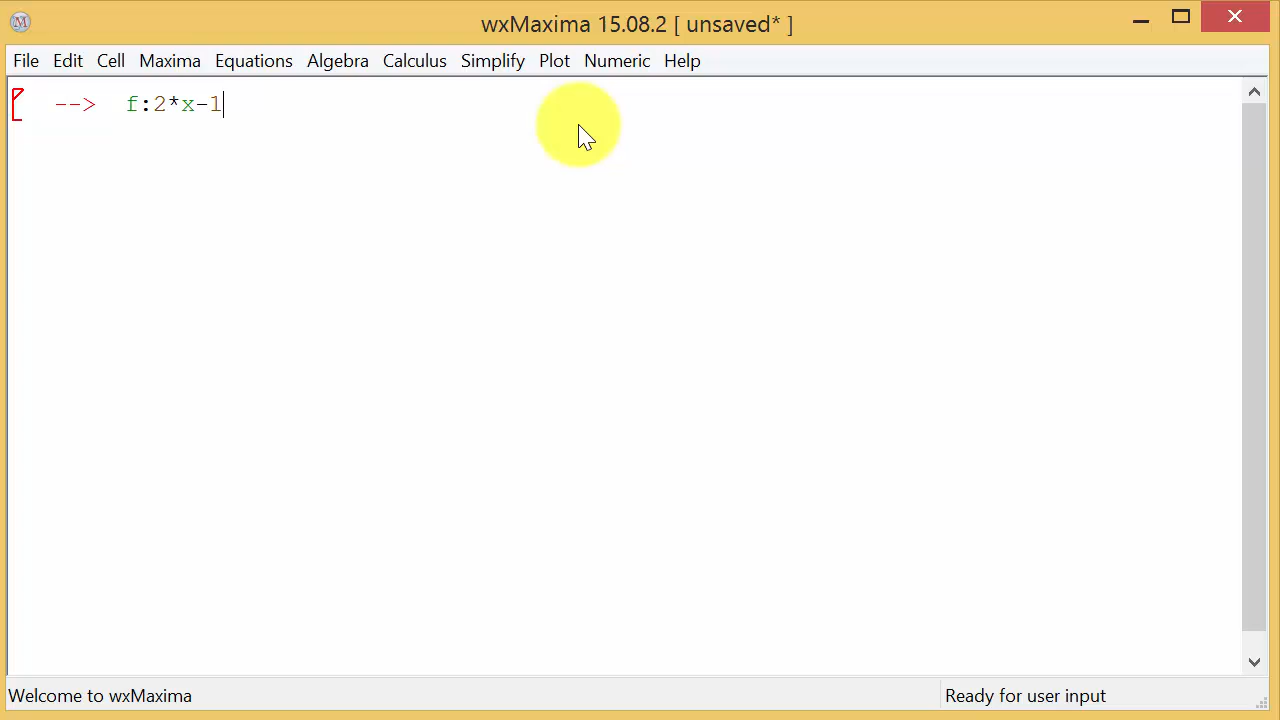 wxMaxima 15.08.2 [ unsaved* ]
File Edit Cell Maxima Equations Algebra Calculus Simplify Plot Numeric Help
--> f:2*x-1
Welcome to wxMaxima Ready for user input